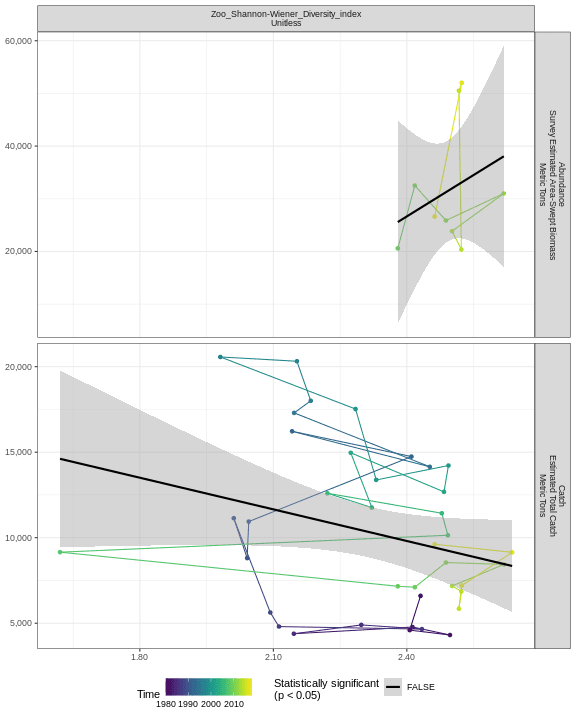 Zoo_Shannon-Wiener_Diversity_index
Unitless
60,000
40,000
20,000
Abundance
Survey Estimated Area-Swept Biomass
Metric Tons
20,000
15,000
10,000
5,000
Catch
Estimated Total Catch
Metric Tons
1.80 2.10 2.40
Time
1980 1990 2000 2010
Statistically significant
(p < 0.05)
FALSE